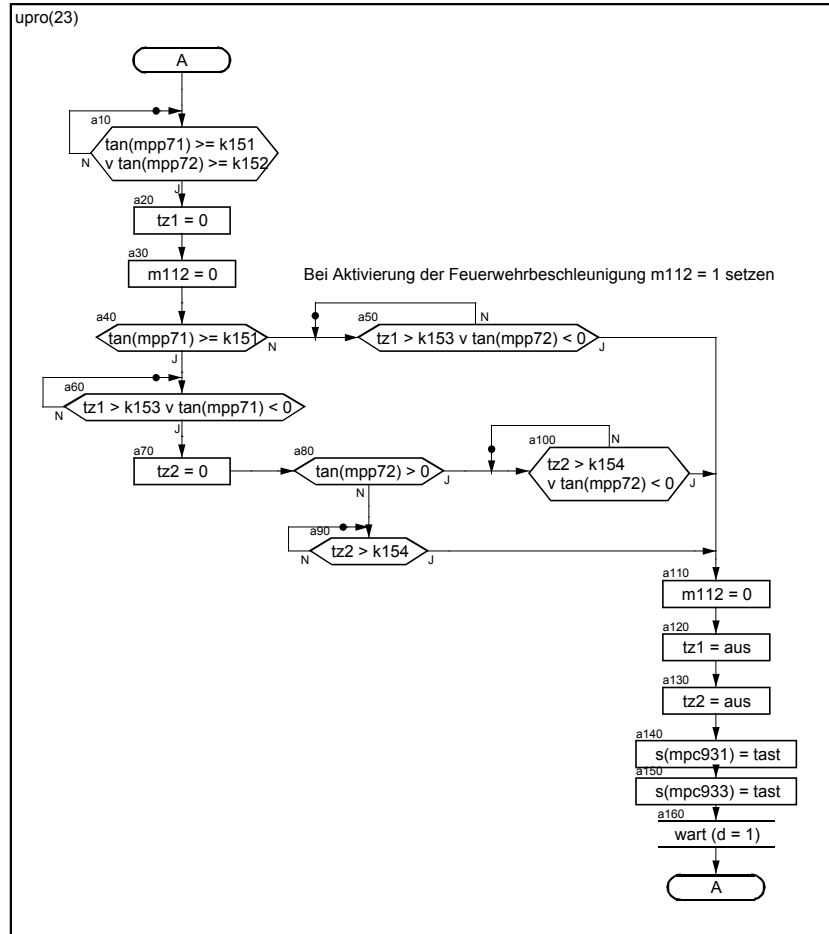 upro(23)
A
a10
tan(mpp71) >= k151
v tan(mpp72) >= k152
N
J
a20
tz1 = 0
a30
m112 = 0
Bei Aktivierung der Feuerwehrbeschleunigung m112 = 1 setzen
a40
tan(mpp71) >= k151
N
J
a50
N
tz1 > k153 v tan(mpp72) < 0
J
a60
tz1 > k153 v tan(mpp71) < 0
N
J
a70
tz2 = 0
a80
tan(mpp72) > 0
J
N
a100
N
tz2 > k154
v tan(mpp72) < 0
J
a90
tz2 > k154
N
J
a110
m112 = 0
a120
tz1 = aus
a130
tz2 = aus
a140
s(mpc931) = tast
a150
s(mpc933) = tast
a160
wart (d = 1)
A